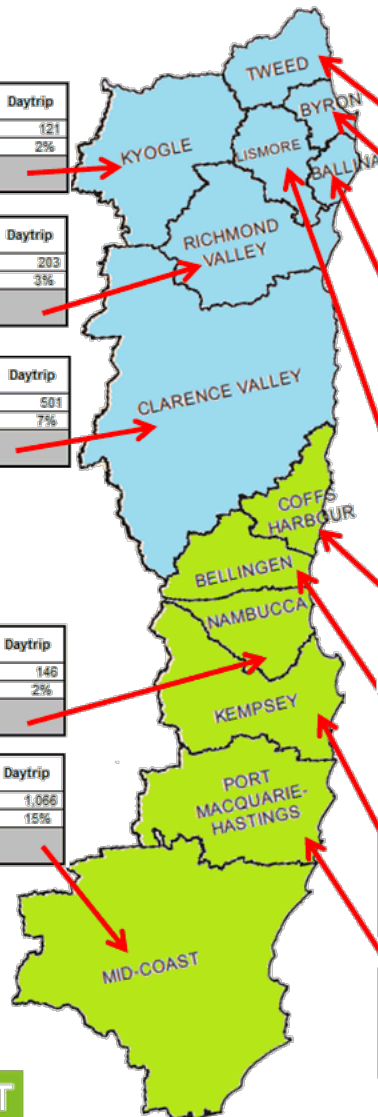 TWEED
Daytrip
121
2%
BYRON
KYOGLE
LISMORE
BALLINA
Daytrip
203
3%
RICHMOND
VALLEY
Daytrip
501
7%
CLARENCE VALLEY
COFFS
HARBOUR
BELLINGEN
NAMBUCCA
Daytrip
146
2%
KEMPSEY
Daytrip
1,066
15%
PORT
MACQUARIE-
HASTINGS
MID-COAST
T